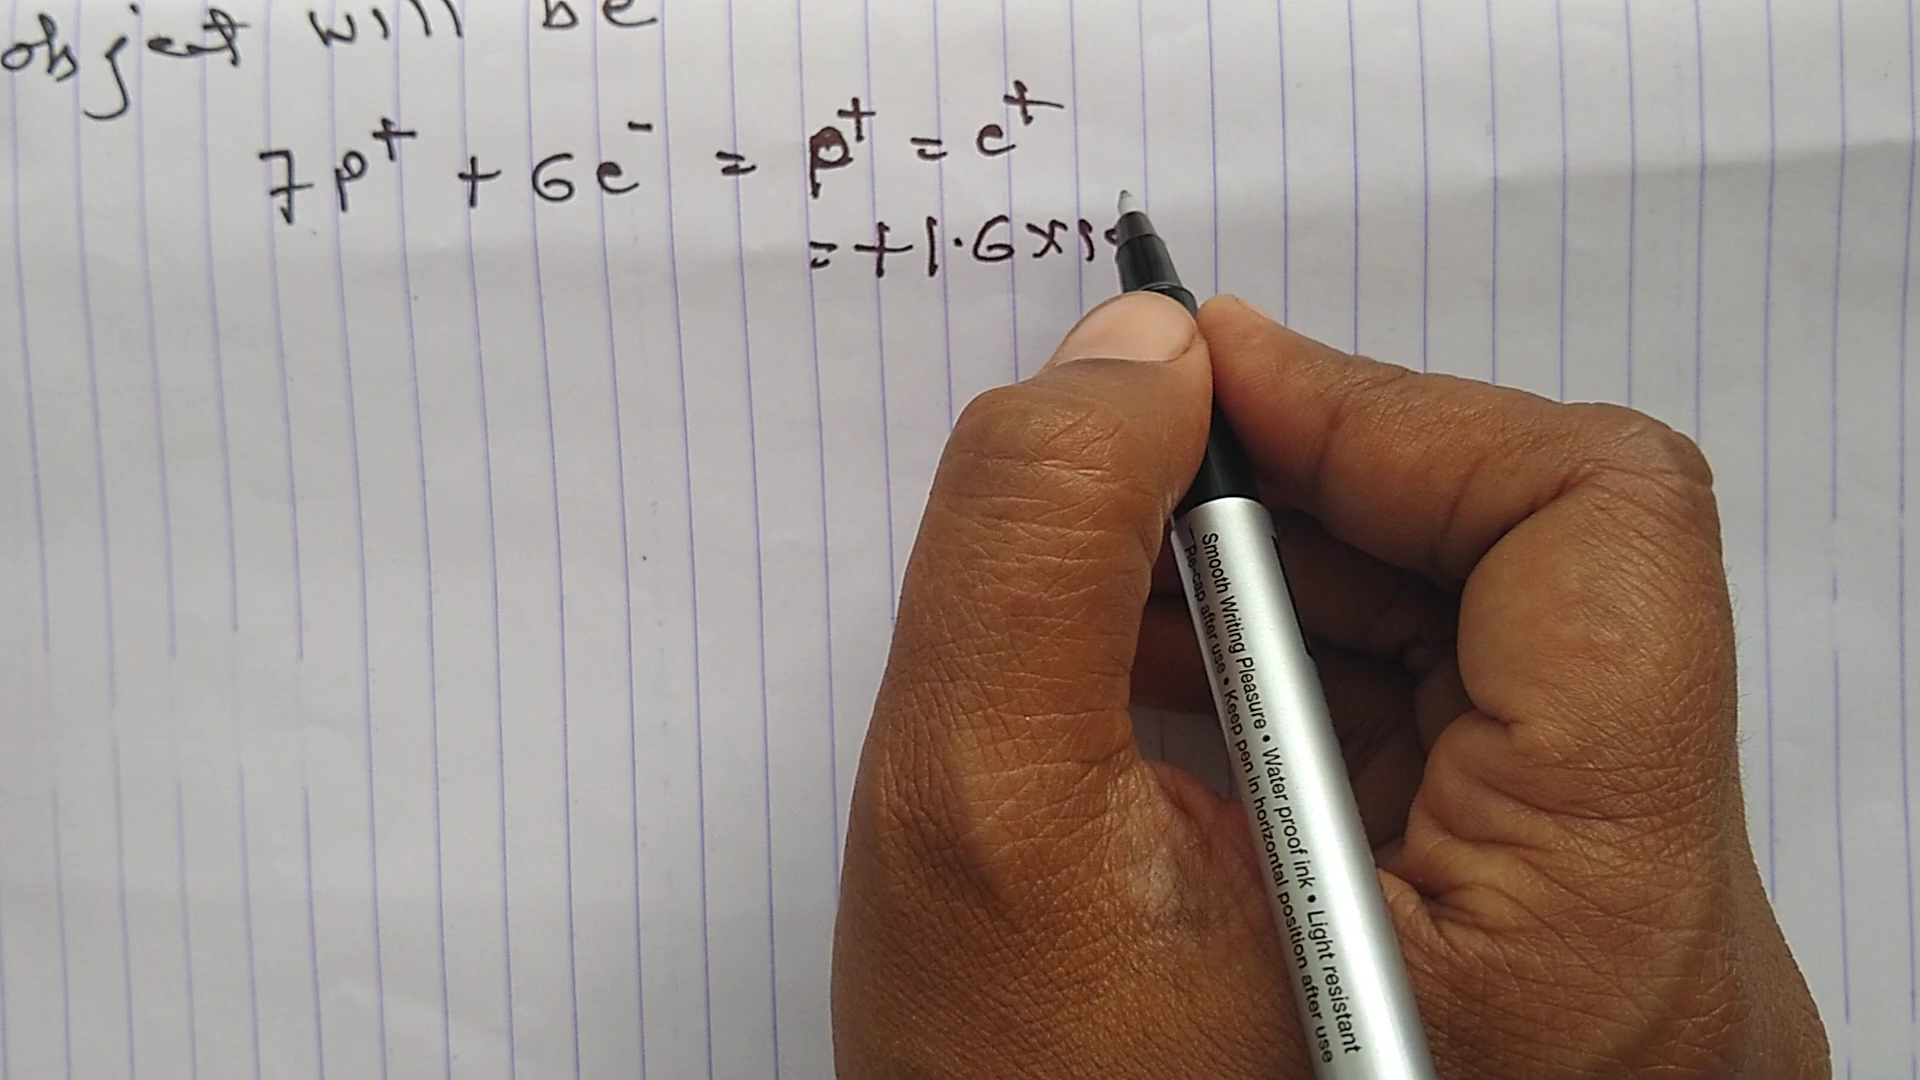 object will be
7p⁺ + 6e⁻ = p⁺ = e⁺
= +1.6×10
Smooth Writing Pleasure • Water proof ink • Light resistant
Re-cap after use • Keep pen in horizontal position after use